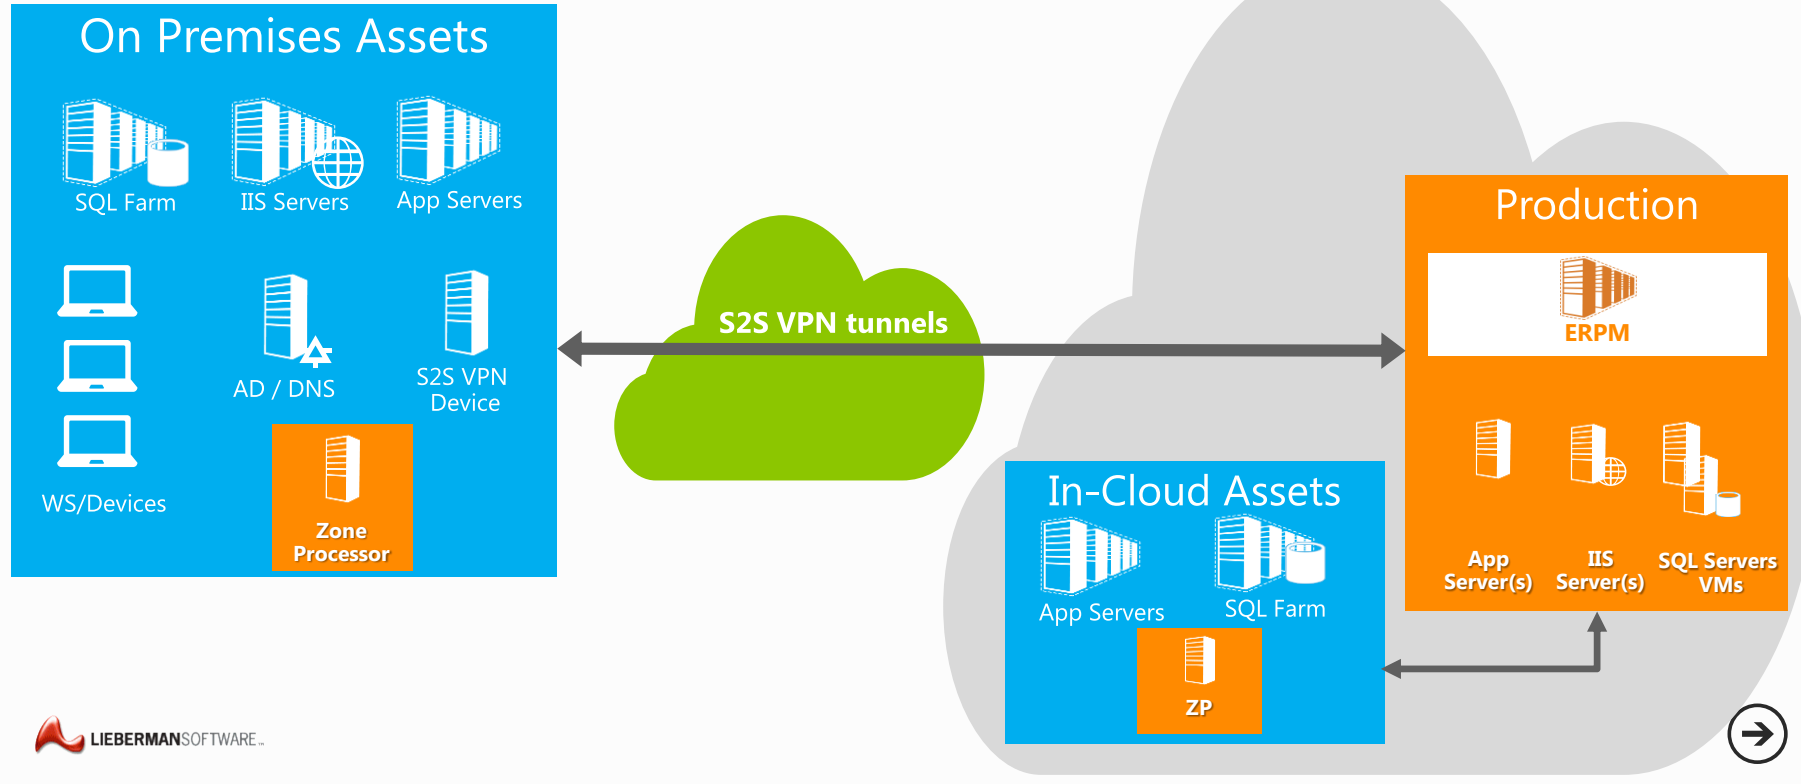 On Premises Assets
SQL Farm
IIS Servers
App Servers
WS/Devices
AD / DNS
S2S VPN
Device
Zone
Processor
S2S VPN tunnels
Production
ERPM
App
Server(s)
IIS
Server(s)
SQL Servers
VMs
In-Cloud Assets
App Servers
SQL Farm
ZP
LIEBERMANSOFTWARE™